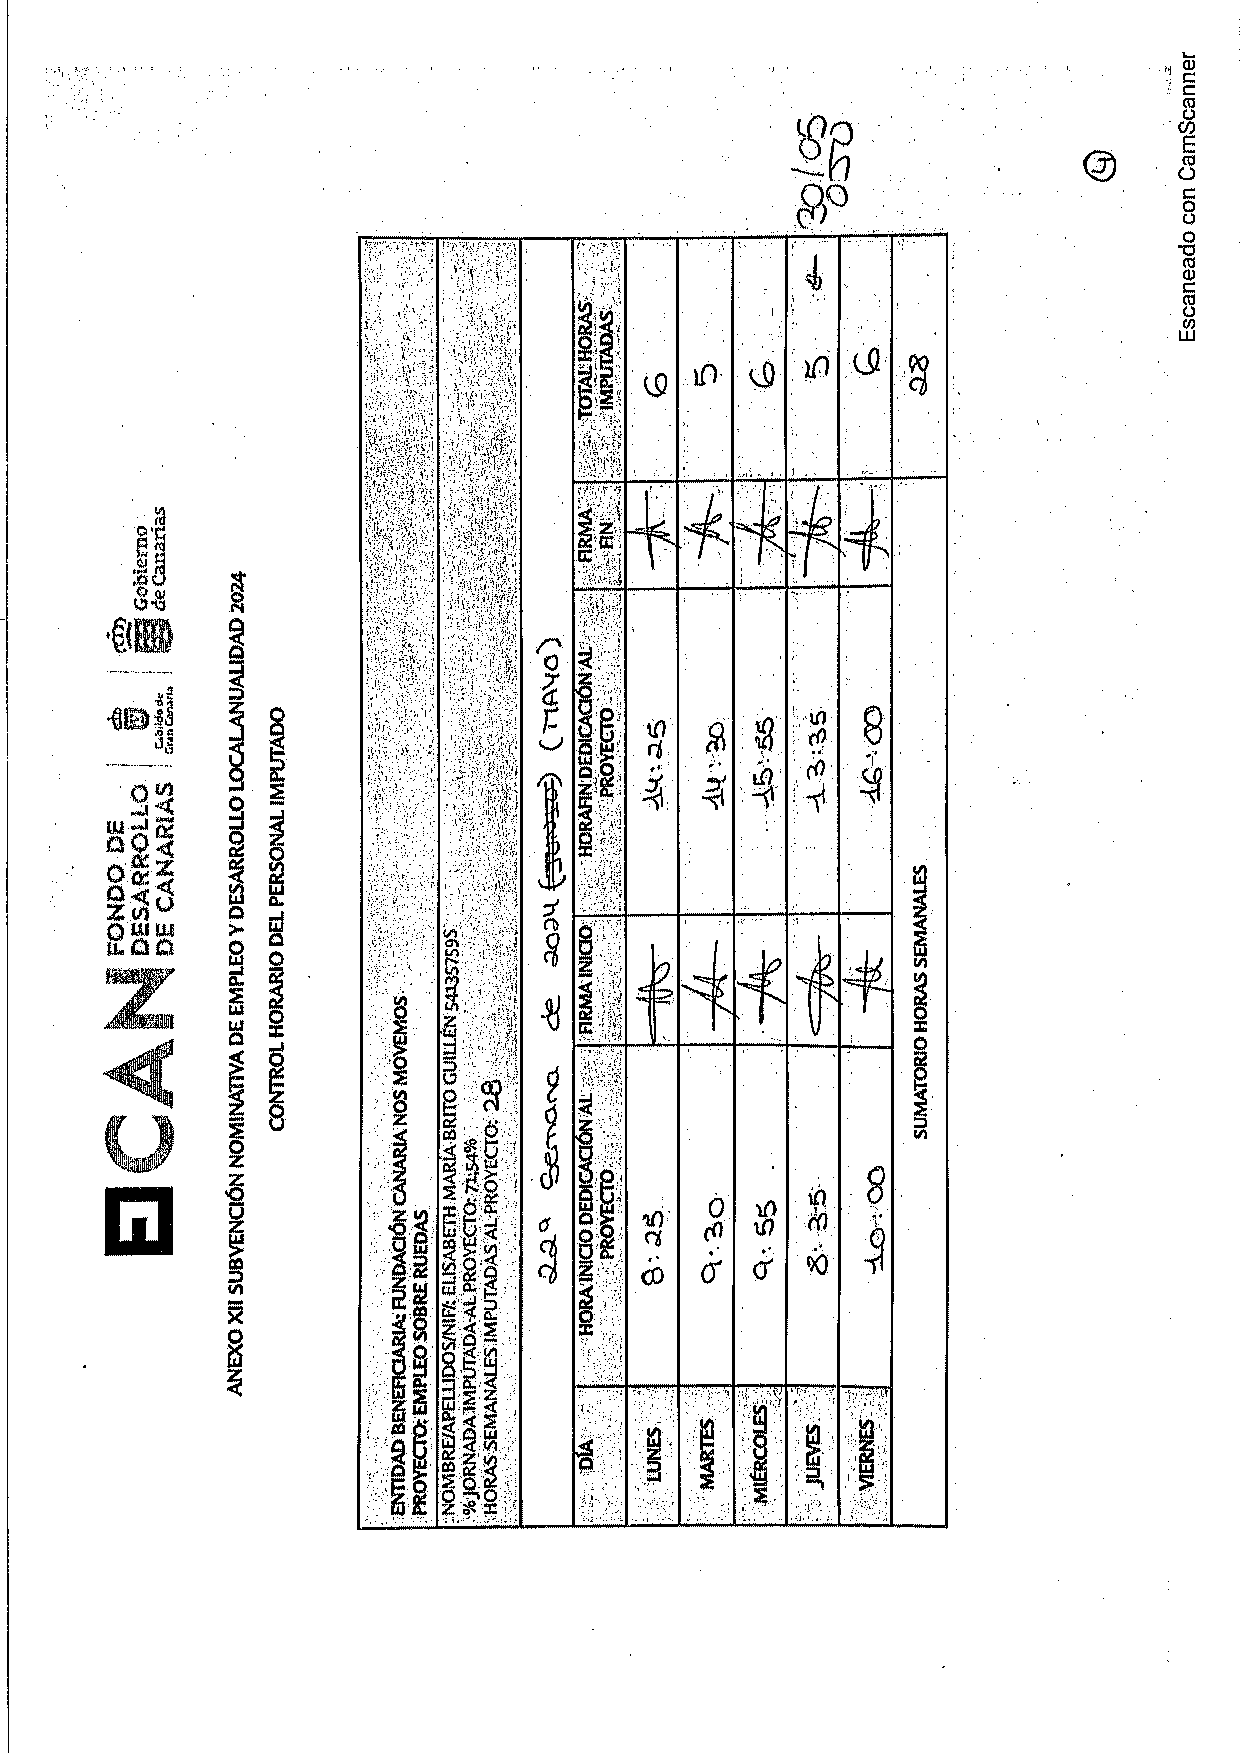 FONDO DE
DESARROLLO
DE CANARIAS
Cabildo de
Gran Canaria
Gobierno
de Canarias
ANEXO XII SUBVENCIÓN NOMINATIVA DE EMPLEO Y DESARROLLO LOCAL ANUALIDAD 2024
CONTROL HORARIO DEL PERSONAL IMPUTADO
ENTIDAD BENEFICIARIA: FUNDACIÓN CANARIA NOS MOVEMOS
PROYECTO: EMPLEO SOBRE RUEDAS
NOMBRE/APELLIDOS/NIF/: ELISABETH MARÍA BRITO GUILLÉN 54135759S
% JORNADA IMPUTADA AL PROYECTO: 71,54%
HORAS SEMANALES IMPUTADAS AL PROYECTO: 28
22ª Semana de 2024 (MAYO)
DÍA HORA INICIO DEDICACIÓN AL PROYECTO FIRMA INICIO HORA FIN DEDICACIÓN AL PROYECTO FIRMA FIN TOTAL HORAS IMPUTADAS
LUNES 8:25 14:25 6
MARTES 9:30 14:30 5
MIÉRCOLES 9:55 15:55 6
JUEVES 8:35 13:35 5 ← 30/05
VIERNES 10:00 16:00 6
SUMATORIO HORAS SEMANALES 28
4
Escaneado con CamScanner